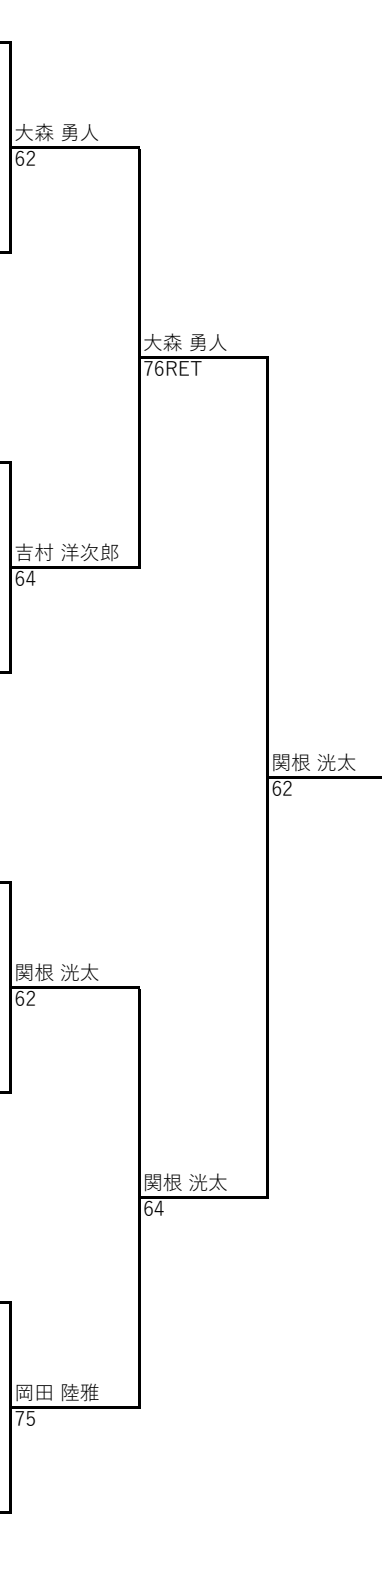 大森 勇人
62
大森 勇人
76RET
吉村 洋次郎
64
関根 洸太
62
関根 洸太
62
関根 洸太
64
岡田 陸雅
75